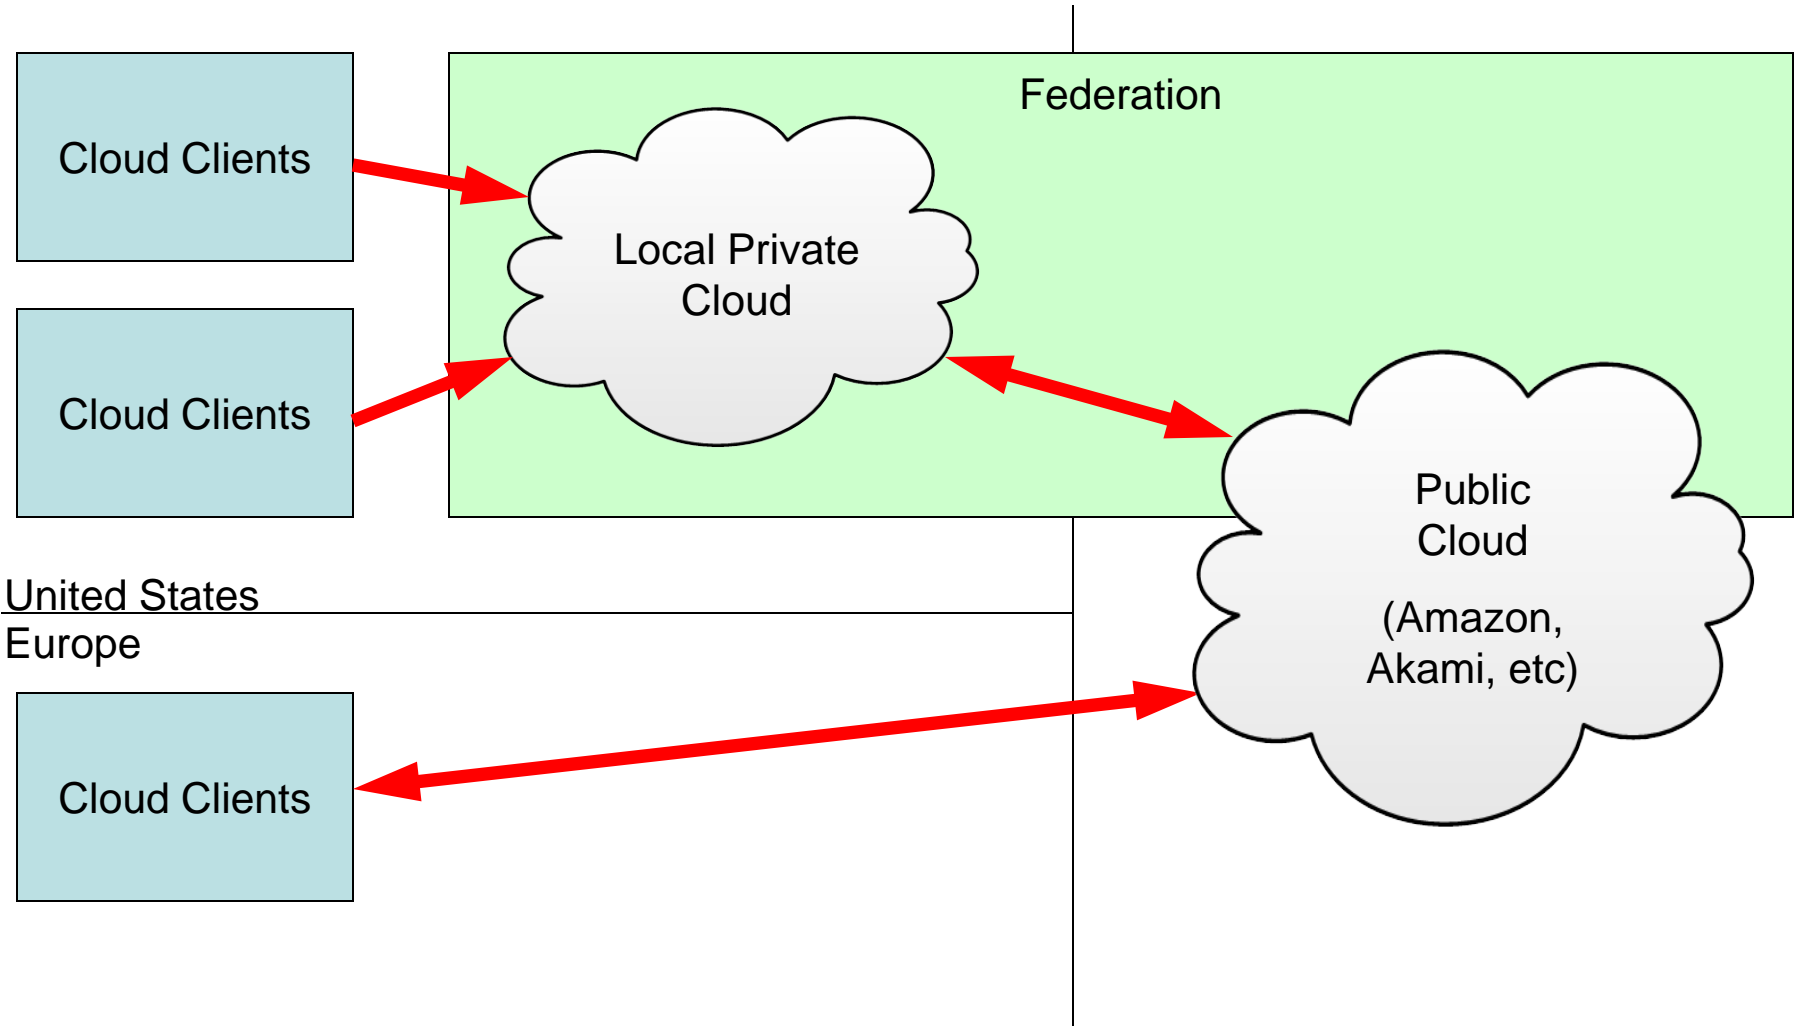 Federation
Cloud Clients
Local Private
Cloud
Cloud Clients
Public
Cloud
(Amazon,
Akami, etc)
United States
Europe
Cloud Clients